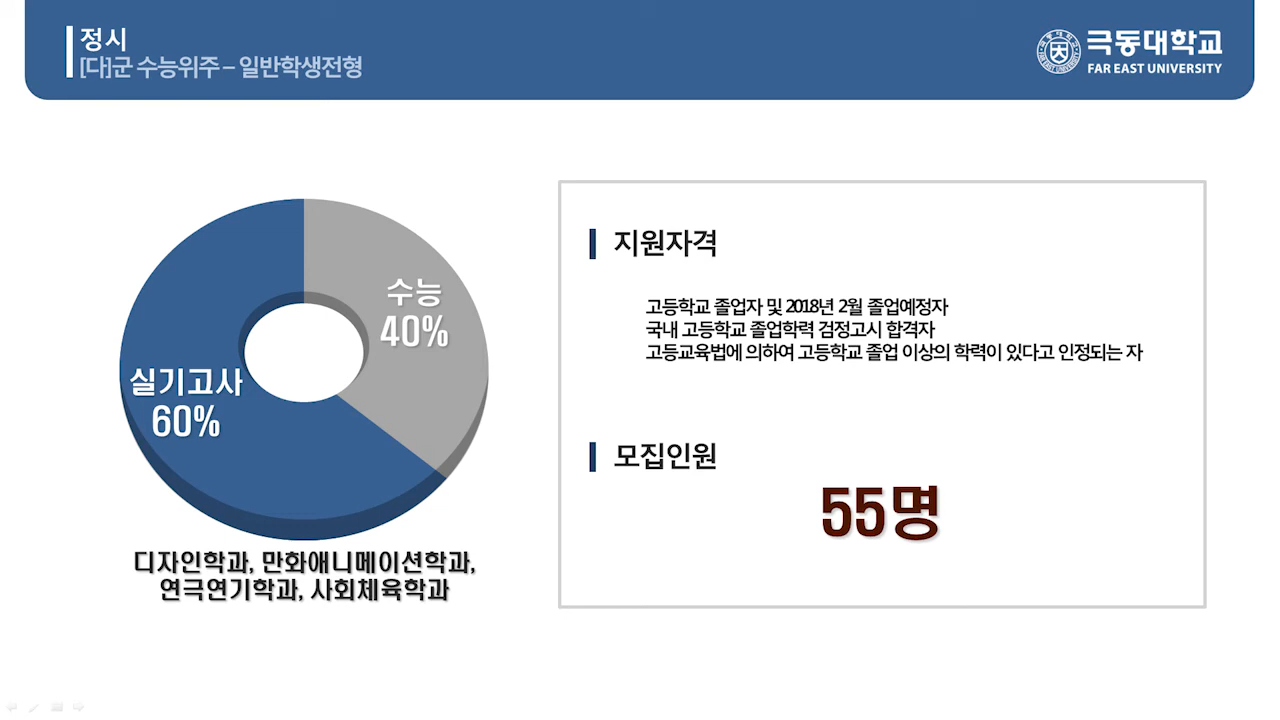 정시
[다]군 수능위주 – 일반학생전형
극동대학교
FAR EAST UNIVERSITY
수능
40%
실기고사
60%
디자인학과, 만화애니메이션학과,
연극연기학과, 사회체육학과
지원자격
고등학교 졸업자 및 2018년 2월 졸업예정자
국내 고등학교 졸업학력 검정고시 합격자
고등교육법에 의하여 고등학교 졸업 이상의 학력이 있다고 인정되는 자
모집인원
55명